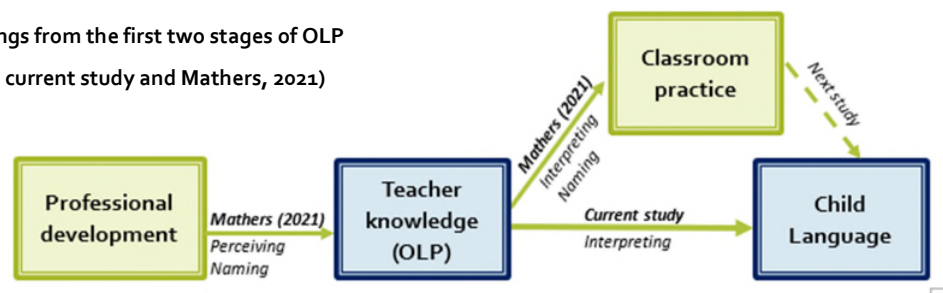 ngs from the first two stages of OLP
current study and Mathers, 2021)
Classroom
practice
Next study
Mathers (2021)
Interpreting
Naming
Professional
development
Mathers (2021)
Perceiving
Naming
Teacher
knowledge
(OLP)
Current study
Interpreting
Child
Language